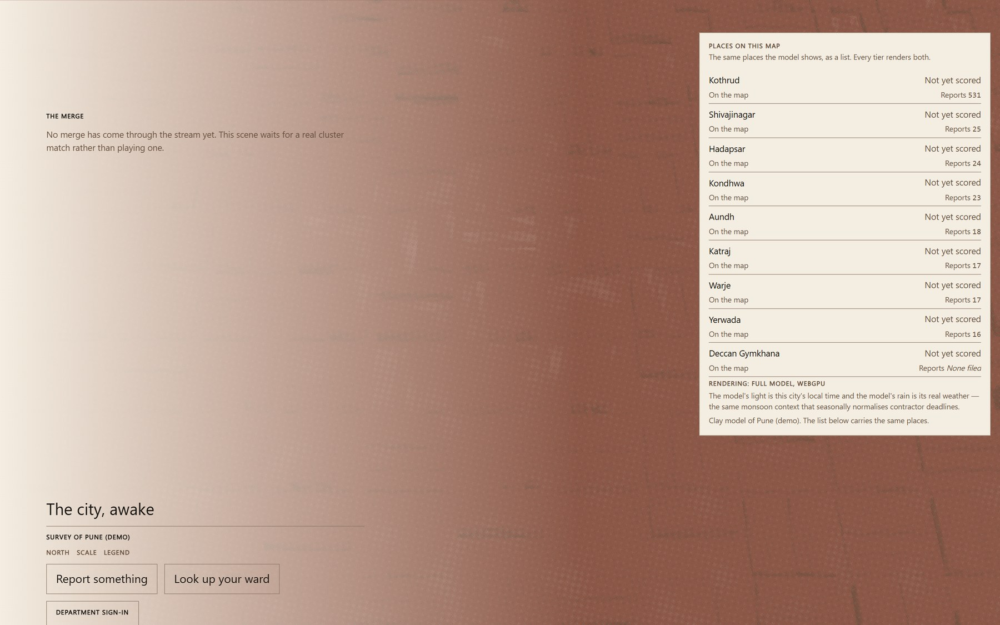 THE MERGE
No merge has come through the stream yet. This scene waits for a real cluster
match rather than playing one.
The city, awake
SURVEY OF PUNE (DEMO)
NORTH SCALE LEGEND
Report something
Look up your ward
DEPARTMENT SIGN-IN
PLACES ON THIS MAP
The same places the model shows, as a list. Every tier renders both.
Kothrud Not yet scored
On the map Reports 531
Shivajinagar Not yet scored
On the map Reports 25
Hadapsar Not yet scored
On the map Reports 24
Kondhwa Not yet scored
On the map Reports 23
Aundh Not yet scored
On the map Reports 18
Katraj Not yet scored
On the map Reports 17
Warje Not yet scored
On the map Reports 17
Yerwada Not yet scored
On the map Reports 16
Deccan Gymkhana Not yet scored
On the map Reports None filed
RENDERING: FULL MODEL, WEBGPU
The model's light is this city's local time and the model's rain is its real weather —
the same monsoon context that seasonally normalises contractor deadlines.
Clay model of Pune (demo). The list below carries the same places.